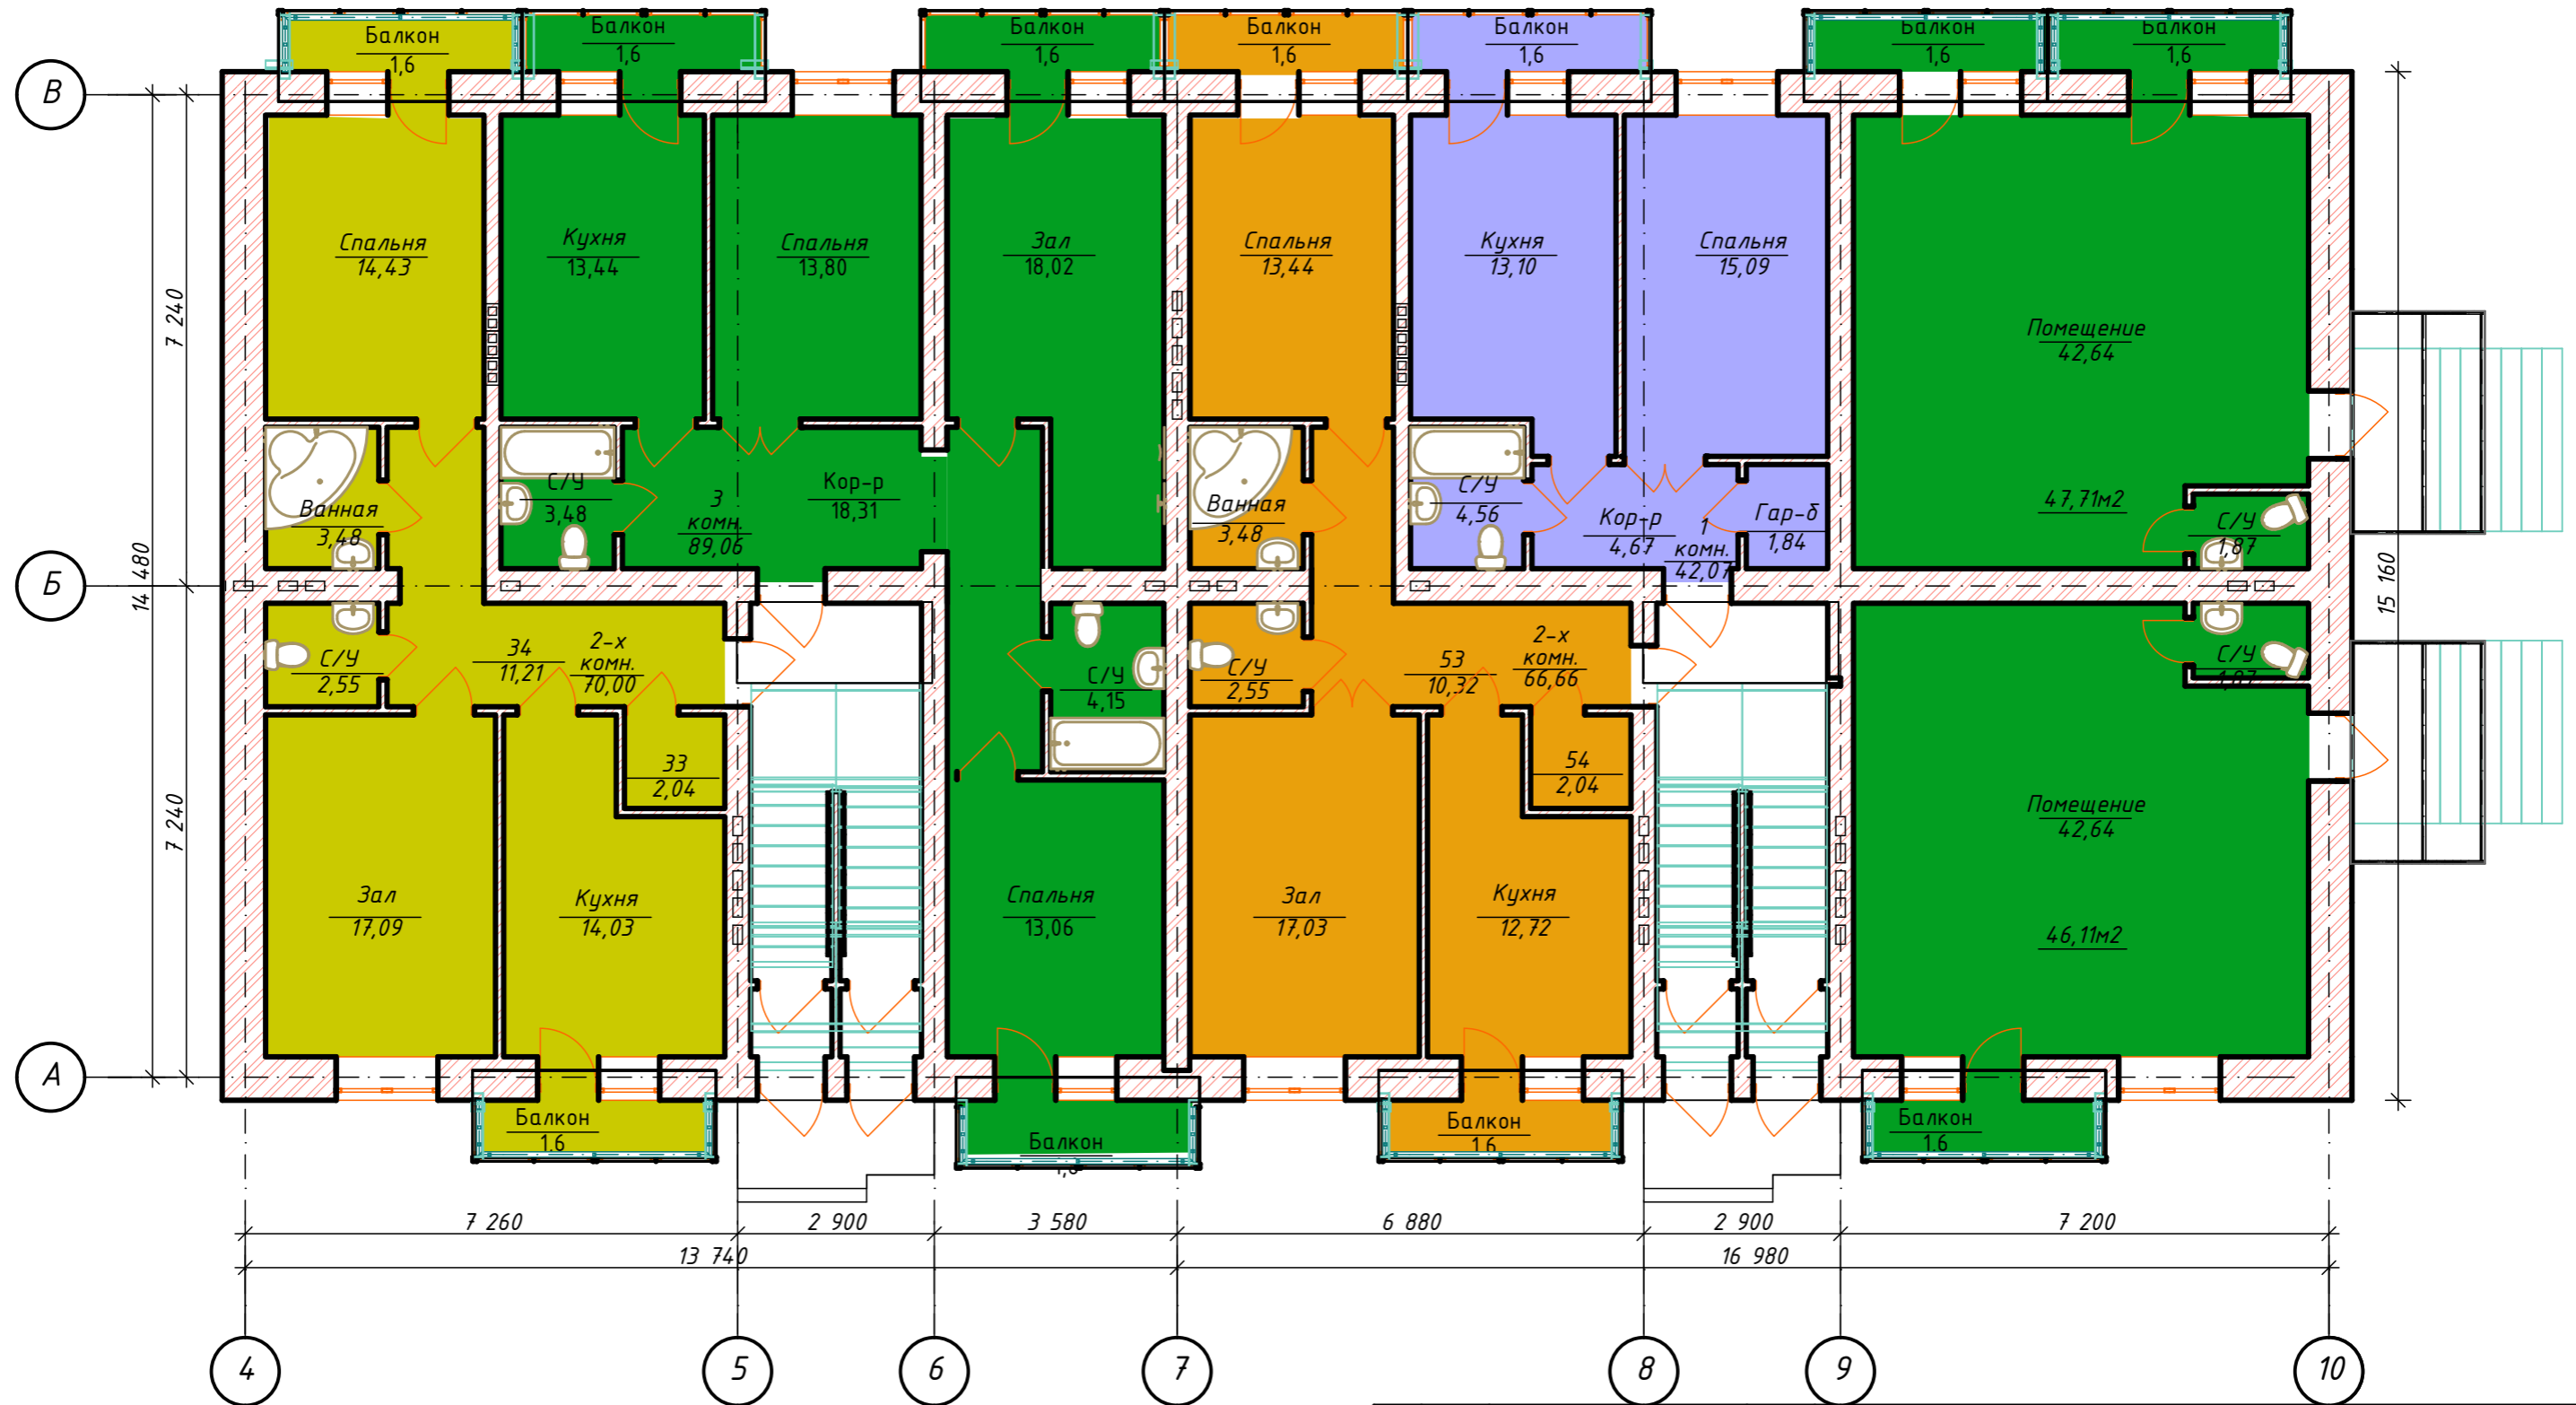 Балкон
1,6
Балкон
1,6
Балкон
1,6
Балкон
1,6
Балкон
1,6
Балкон
1,6
Балкон
1,6
В
Спальня
14,43
Кухня
13,44
Спальня
13,80
Зал
18,02
Спальня
13,44
Кухня
13,10
Спальня
15,09
Помещение
42,64
7 240
14 480
Ванная
3,48
С/У
3,48
3
комн.
89,06
Кор-р
18,31
Ванная
3,48
С/У
4,56
Кор-р
4,67
1
комн.
42,07
Гар-б
1,84
47,71м2
С/У
1,87
15 160
Б
С/У
2,55
34
11,21
2-х
комн.
70,00
С/У
4,15
С/У
2,55
53
10,32
2-х
комн.
66,66
С/У
1,87
33
2,04
54
2,04
7 240
Помещение
42,64
Зал
17,09
Кухня
14,03
Спальня
13,06
Зал
17,03
Кухня
12,72
46,11м2
А
Балкон
1.6
Балкон
Балкон
1.6
Балкон
1.6
7 260
2 900
3 580
6 880
2 900
7 200
13 740
16 980
4
5
6
7
8
9
10